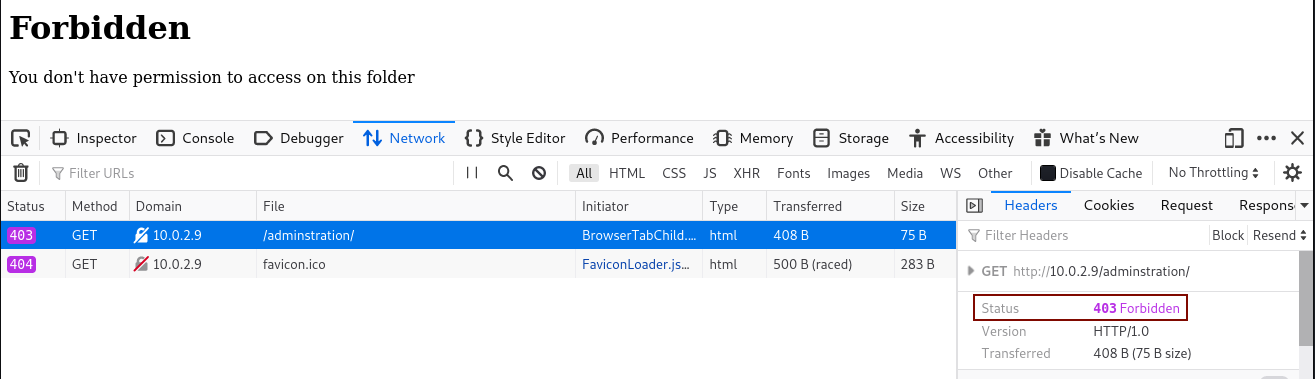 Forbidden
You don't have permission to access on this folder
Inspector Console Debugger Network Style Editor Performance Memory Storage Accessibility What's New
Filter URLs All HTML CSS JS XHR Fonts Images Media WS Other Disable Cache No Throttling
Status Method Domain File Initiator Type Transferred Size
403 GET 10.0.2.9 /adminstration/ BrowserTabChild.... html 408 B 75 B
404 GET 10.0.2.9 favicon.ico FaviconLoader.js... html 500 B (raced) 283 B
Headers Cookies Request Respons
Filter Headers Block Resend
GET http://10.0.2.9/adminstration/
Status 403 Forbidden
Version HTTP/1.0
Transferred 408 B (75 B size)